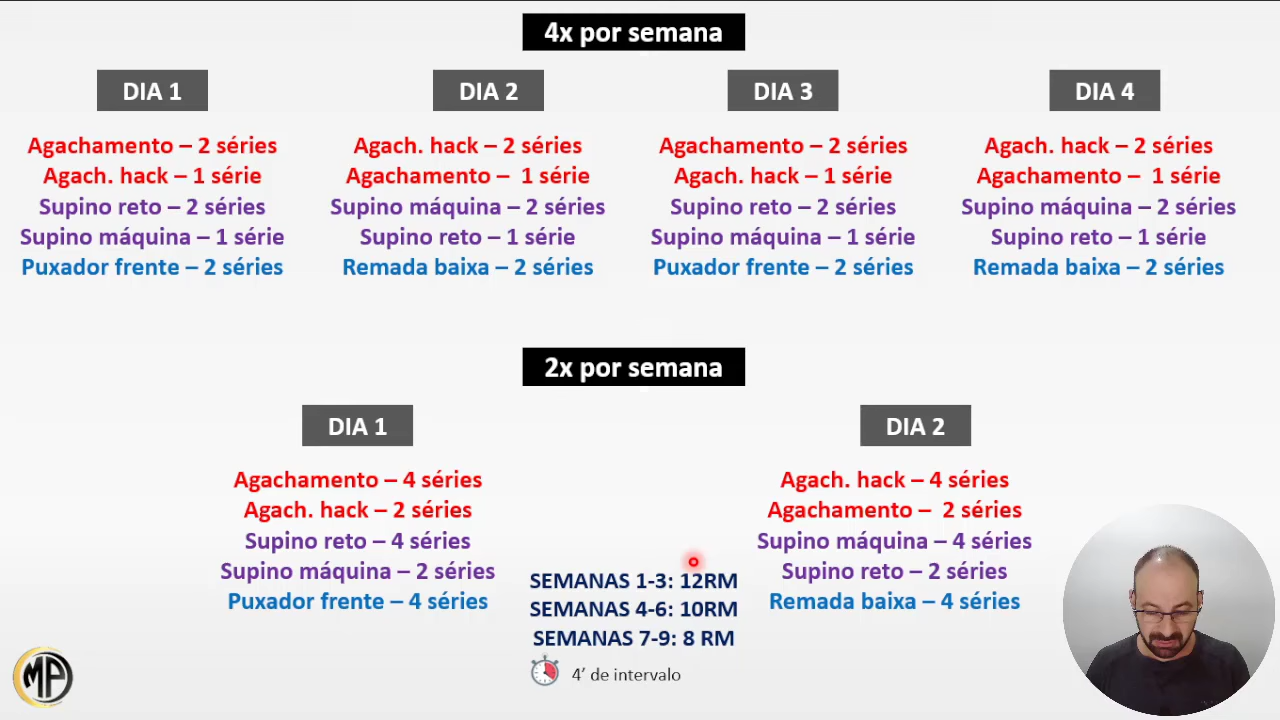 4x por semana
DIA 1
Agachamento – 2 séries
Agach. hack – 1 série
Supino reto – 2 séries
Supino máquina – 1 série
Puxador frente – 2 séries
DIA 2
Agach. hack – 2 séries
Agachamento – 1 série
Supino máquina – 2 séries
Supino reto – 1 série
Remada baixa – 2 séries
DIA 3
Agachamento – 2 séries
Agach. hack – 1 série
Supino reto – 2 séries
Supino máquina – 1 série
Puxador frente – 2 séries
DIA 4
Agach. hack – 2 séries
Agachamento – 1 série
Supino máquina – 2 séries
Supino reto – 1 série
Remada baixa – 2 séries
2x por semana
DIA 1
Agachamento – 4 séries
Agach. hack – 2 séries
Supino reto – 4 séries
Supino máquina – 2 séries
Puxador frente – 4 séries
SEMANAS 1-3: 12RM
SEMANAS 4-6: 10RM
SEMANAS 7-9: 8 RM
4’ de intervalo
DIA 2
Agach. hack – 4 séries
Agachamento – 2 séries
Supino máquina – 4 séries
Supino reto – 2 séries
Remada baixa – 4 séries
MP